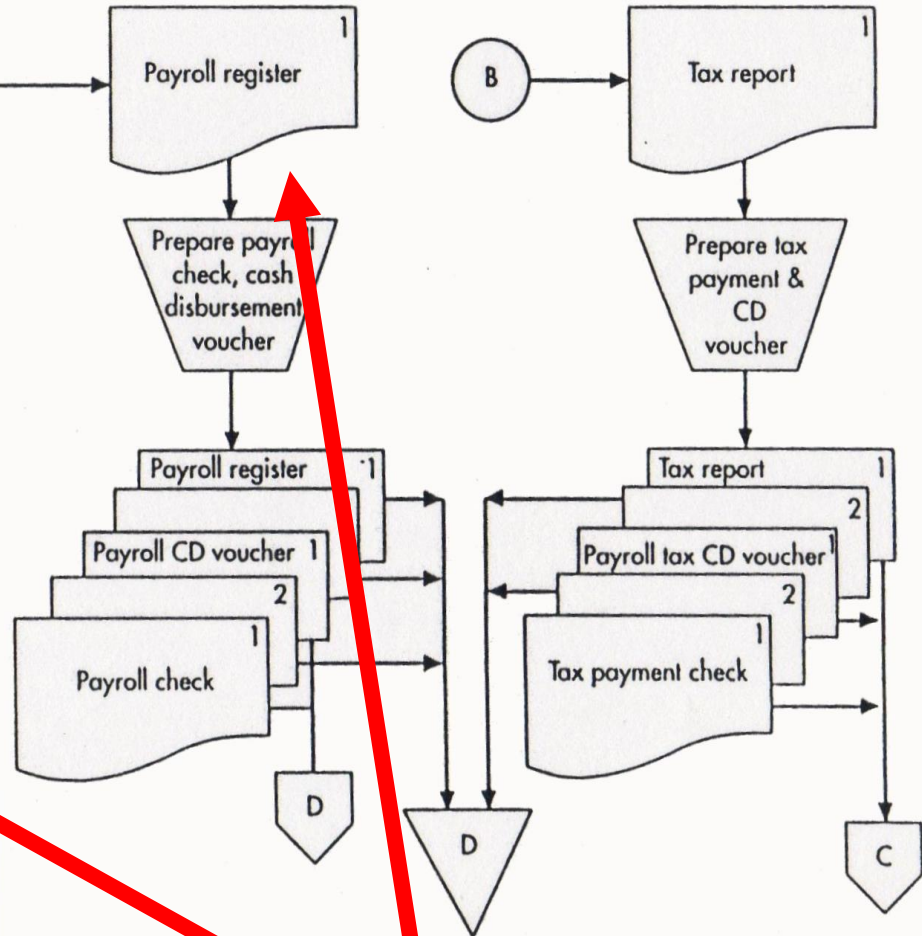 1
Payroll register
B
1
Tax report
Prepare payroll
check, cash
disbursement
voucher
Prepare tax
payment &
CD
voucher
Payroll register 1
Payroll CD voucher 1
2
1
Payroll check
D
Tax report 1
2
Payroll tax CD voucher 1
2
1
Tax payment check
D
C